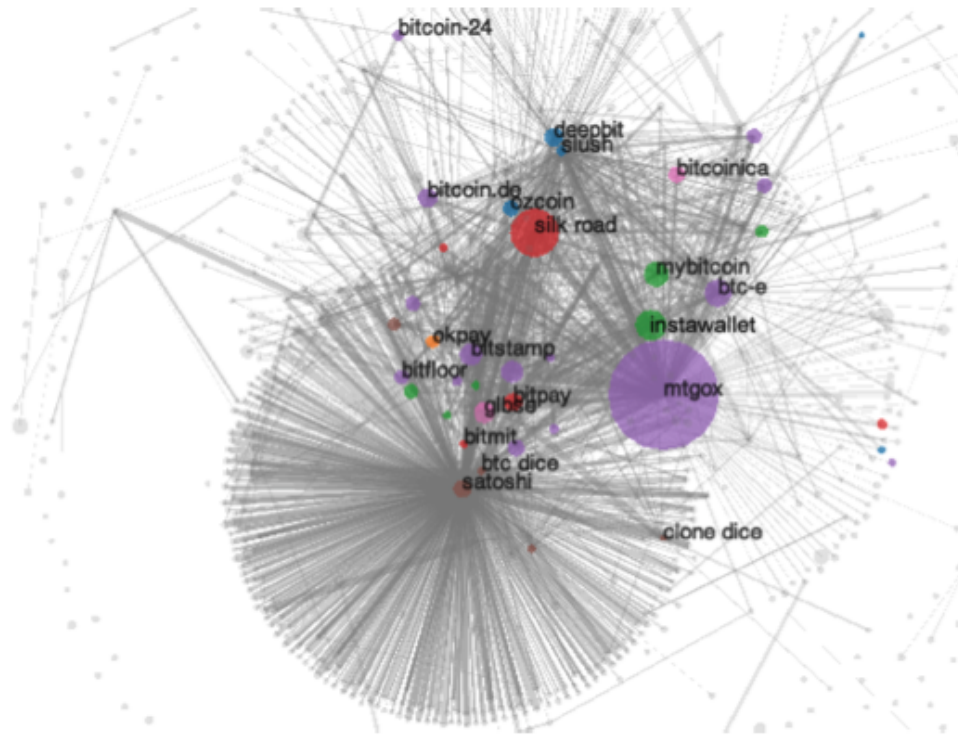 bitcoin-24
deepbit
slush
bitcoinica
bitcoin.de
ozcoin
silk road
mybitcoin
btc-e
instawallet
okpay
bitstamp
bitfloor
mtgox
bitpay
glbse
bitmit
btc dice
satoshi
clone dice